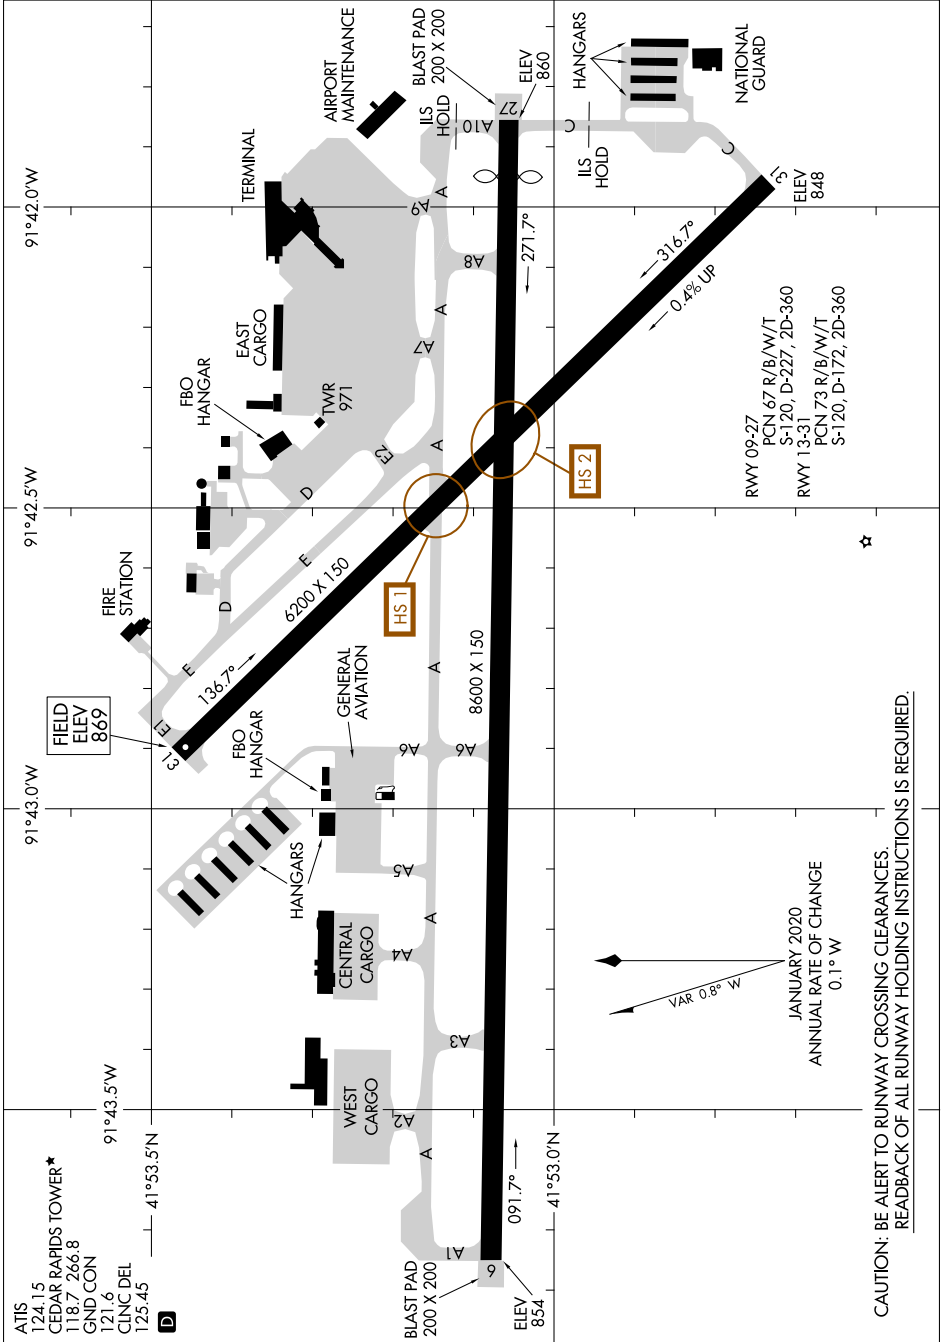 ATIS
124.15
CEDAR RAPIDS TOWER★
118.7 266.8
GND CON
121.6
CLNC DEL
125.45
D
91°43.5'W
91°43.0'W
91°42.5'W
91°42.0'W
41°53.5'N
41°53.0'N
FIELD
ELEV
869
FIRE
STATION
FBO
HANGAR
EAST
CARGO
TERMINAL
AIRPORT
MAINTENANCE
BLAST PAD
200 X 200
ELEV
860
HANGARS
NATIONAL
GUARD
ILS
HOLD
ILS
HOLD
TWR
971
HANGARS
FBO
HANGAR
GENERAL
AVIATION
CENTRAL
CARGO
WEST
CARGO
13
E1
E
E
D
D
E2
136.7°
6200 X 150
HS 1
HS 2
A1
A
A2
A3
A4
A
A5
A6
A6
A
A
A7
A
A8
A9
A
A10
C
C
9
27
31
BLAST PAD
200 X 200
ELEV
854
091.7°
8600 X 150
271.7°
316.7°
0.4% UP
ELEV
848
RWY 09-27
PCN 67 R/B/W/T
S-120, D-227, 2D-360
RWY 13-31
PCN 73 R/B/W/T
S-120, D-172, 2D-360
VAR 0.8° W
JANUARY 2020
ANNUAL RATE OF CHANGE
0.1° W
CAUTION: BE ALERT TO RUNWAY CROSSING CLEARANCES.
READBACK OF ALL RUNWAY HOLDING INSTRUCTIONS IS REQUIRED.